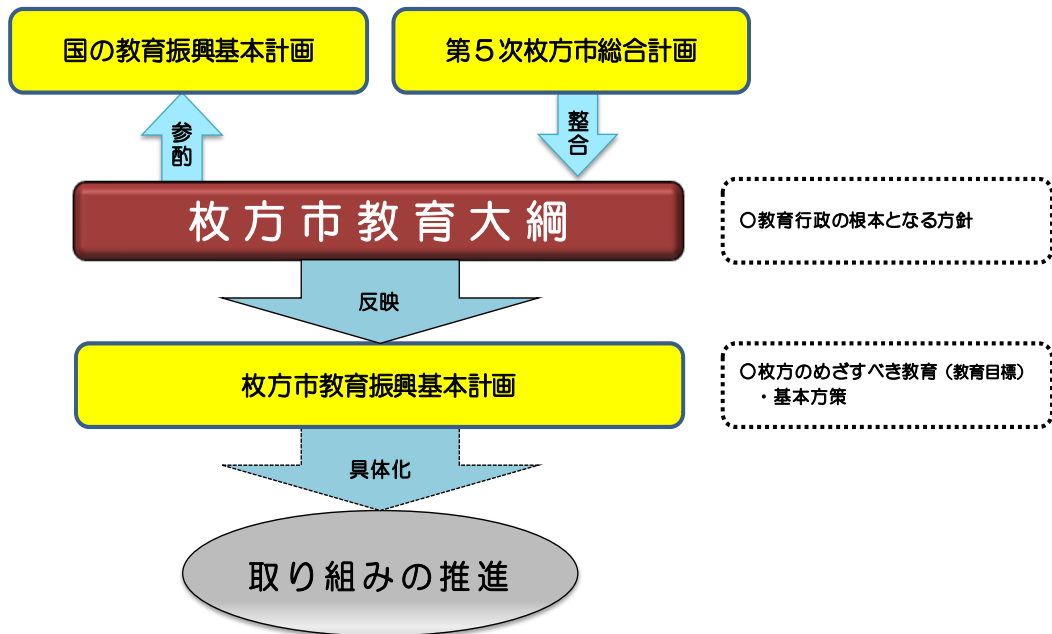 国の教育振興基本計画
第５次枚方市総合計画
参酌
整合
枚方市教育大綱
〇教育行政の根本となる方針
反映
枚方市教育振興基本計画
〇枚方のめざすべき教育（教育目標）
・基本方策
具体化
取り組みの推進